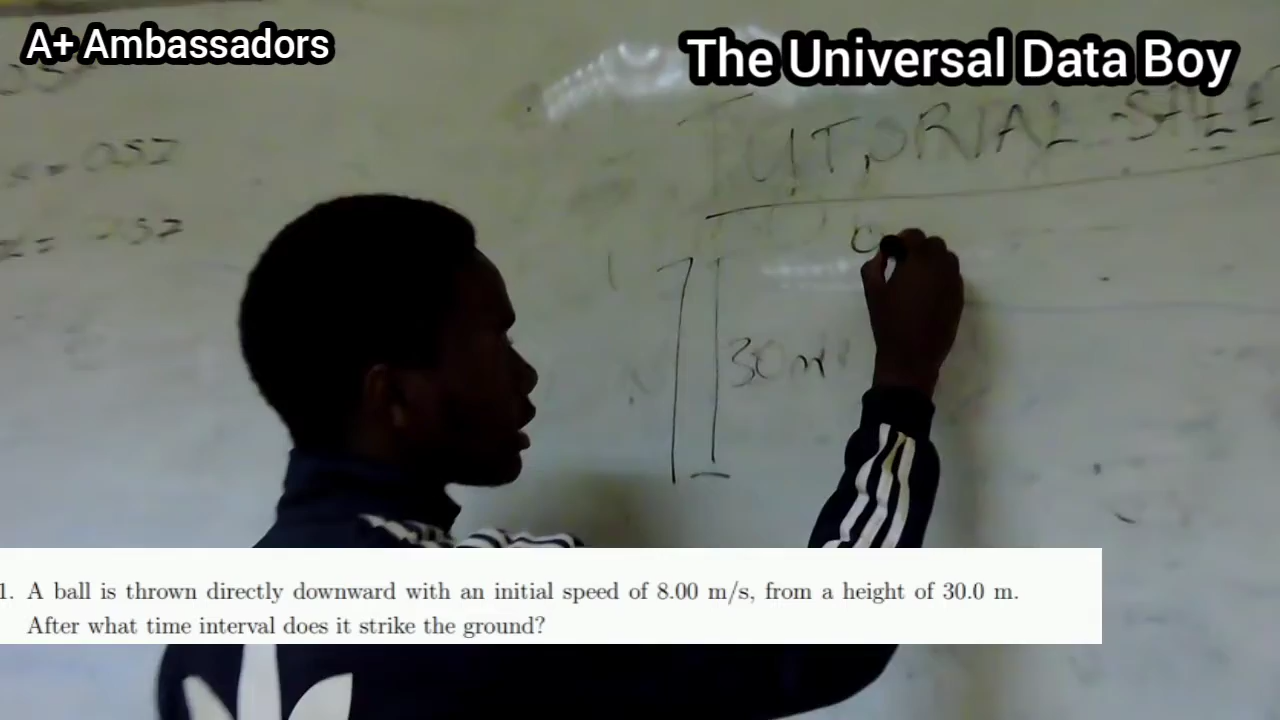 A+ Ambassadors
The Universal Data Boy
TUTORIAL SHEE
30m
1. A ball is thrown directly downward with an initial speed of 8.00 m/s, from a height of 30.0 m.
After what time interval does it strike the ground?